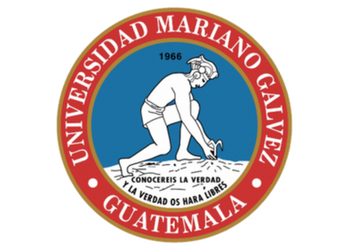 UNIVERSIDAD MARIANO GALVEZ
1966
CONOCEREIS LA VERDAD
Y LA VERDAD OS HARA LIBRES
GUATEMALA